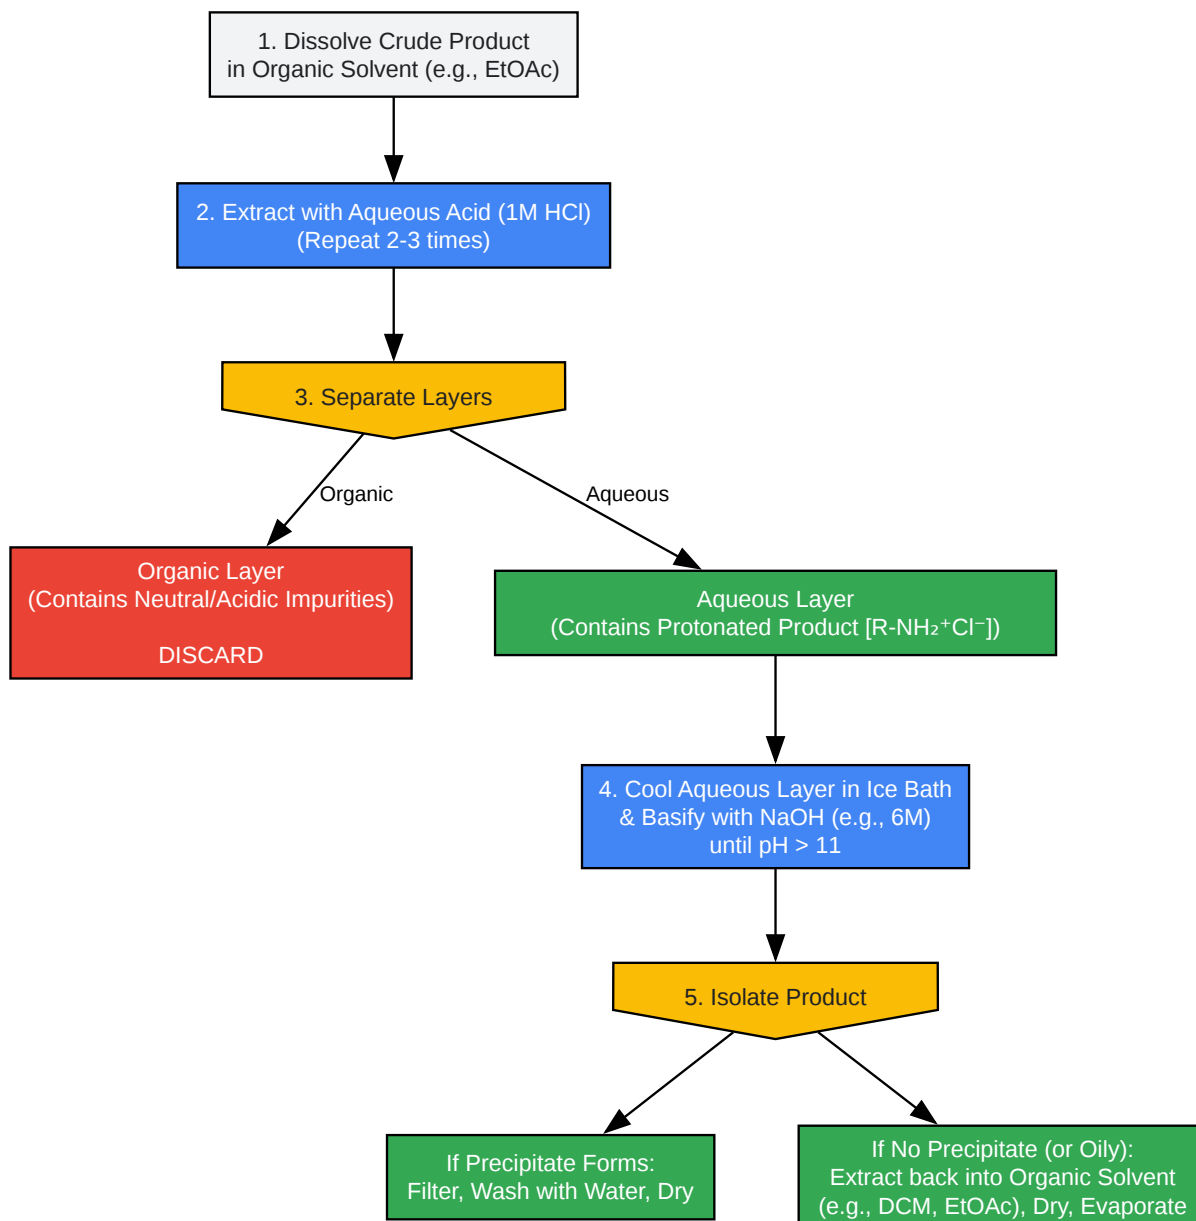 1. Dissolve Crude Product
in Organic Solvent (e.g., EtOAc)
2. Extract with Aqueous Acid (1M HCl)
(Repeat 2-3 times)
3. Separate Layers
Organic
Aqueous
Organic Layer
(Contains Neutral/Acidic Impurities)
DISCARD
Aqueous Layer
(Contains Protonated Product [R-NH₂⁺Cl⁻])
4. Cool Aqueous Layer in Ice Bath
& Basify with NaOH (e.g., 6M)
until pH > 11
5. Isolate Product
If Precipitate Forms:
Filter, Wash with Water, Dry
If No Precipitate (or Oily):
Extract back into Organic Solvent
(e.g., DCM, EtOAc), Dry, Evaporate